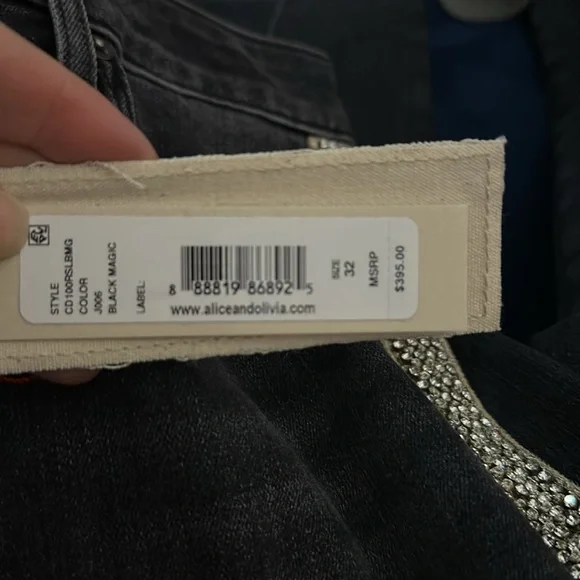 STYLE
CD100RSLBMG
COLOR
J006
BLACK MAGIC
LABEL:
8 88819 86892 5
www.aliceandolivia.com
SIZE
32
MSRP
$395.00